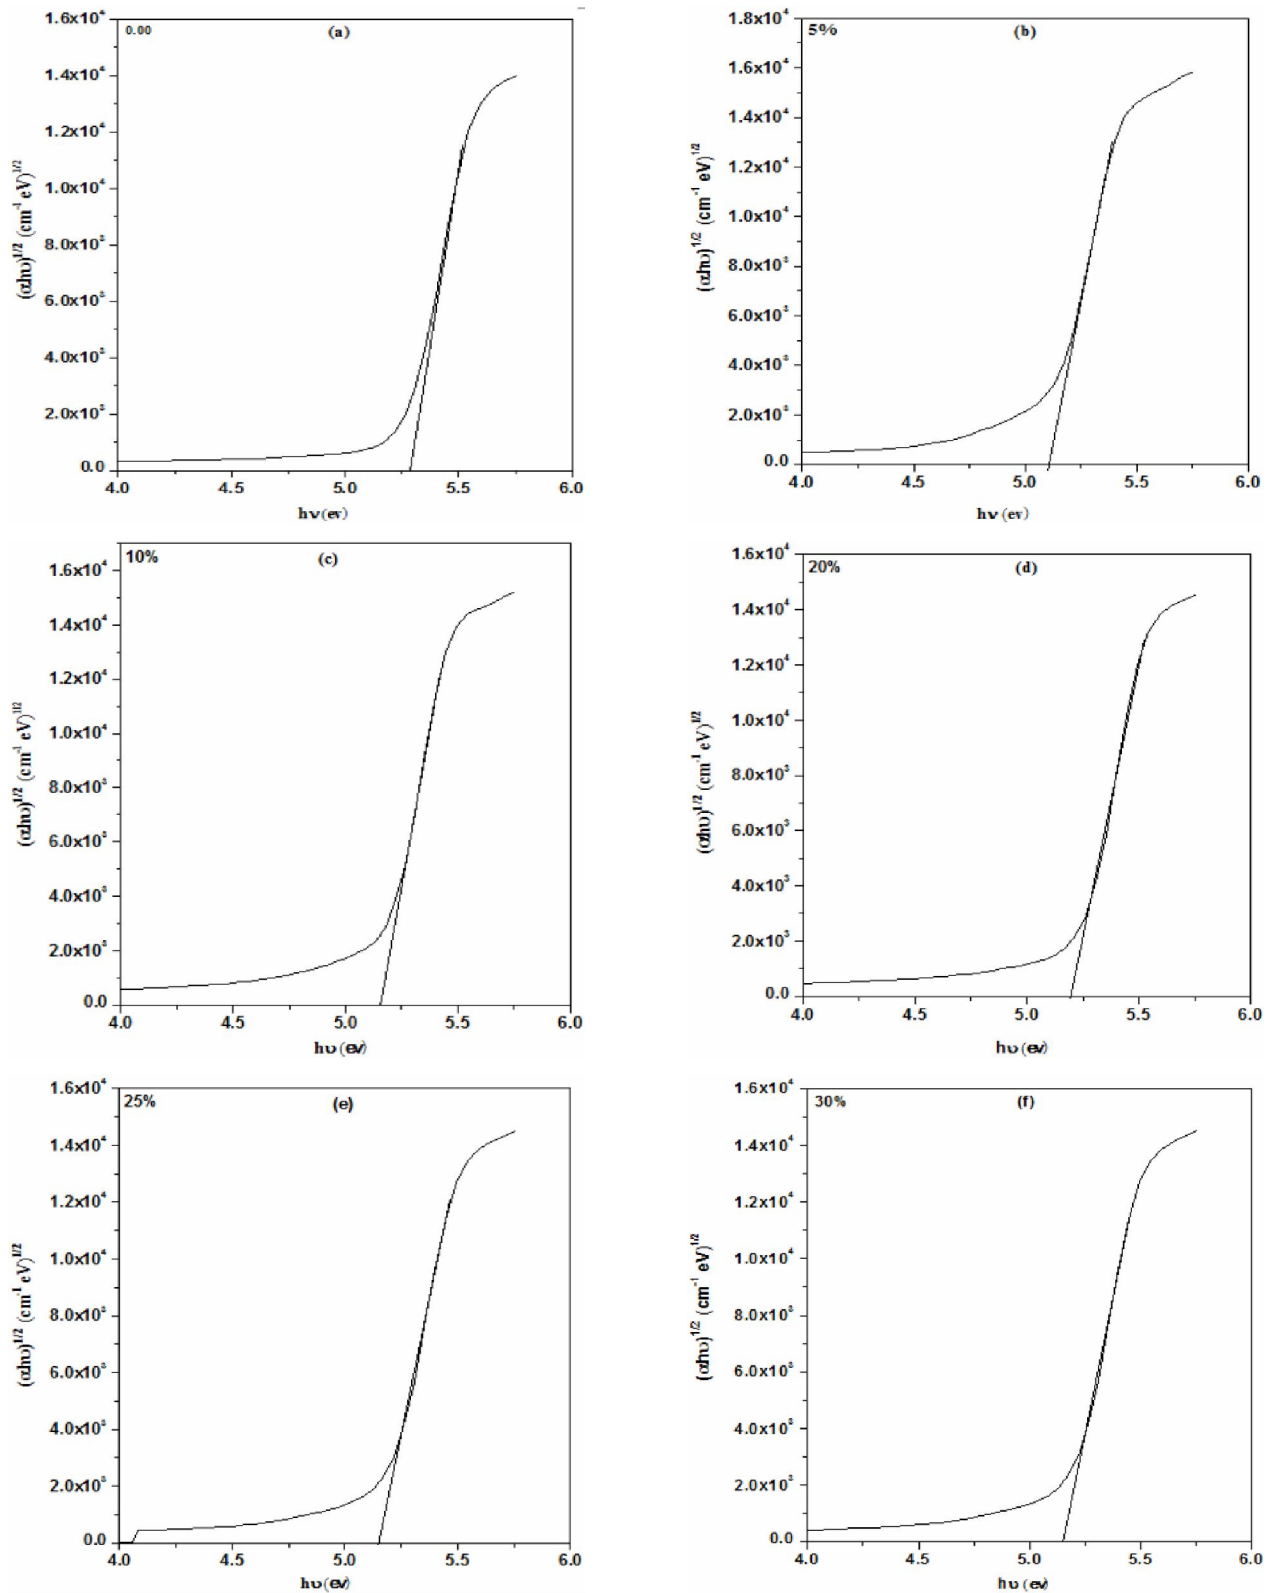 0.00
(a)
1.6x10⁴
1.4x10⁴
1.2x10⁴
1.0x10⁴
8.0x10³
6.0x10³
4.0x10³
2.0x10³
0.0
(αhυ)^1/2 (cm⁻¹ eV)^1/2
4.0 4.5 5.0 5.5 6.0
hν (ev)
5%
(b)
1.8x10⁴
1.6x10⁴
1.4x10⁴
1.2x10⁴
1.0x10⁴
8.0x10³
6.0x10³
4.0x10³
2.0x10³
0.0
(αhυ)^1/2 (cm⁻¹ eV)^1/2
4.0 4.5 5.0 5.5 6.0
hν (ev)
10%
(c)
1.6x10⁴
1.4x10⁴
1.2x10⁴
1.0x10⁴
8.0x10³
6.0x10³
4.0x10³
2.0x10³
0.0
(αhυ)^1/2 (cm⁻¹ eV)^1/2
4.0 4.5 5.0 5.5 6.0
hυ (ev)
20%
(d)
1.6x10⁴
1.4x10⁴
1.2x10⁴
1.0x10⁴
8.0x10³
6.0x10³
4.0x10³
2.0x10³
0.0
(αhυ)^1/2 (cm⁻¹ eV)^1/2
4.0 4.5 5.0 5.5 6.0
hυ (ev)
25%
(e)
1.6x10⁴
1.4x10⁴
1.2x10⁴
1.0x10⁴
8.0x10³
6.0x10³
4.0x10³
2.0x10³
0.0
(αhυ)^1/2 (cm⁻¹ eV)^1/2
4.0 4.5 5.0 5.5 6.0
hυ (ev)
30%
(f)
1.6x10⁴
1.4x10⁴
1.2x10⁴
1.0x10⁴
8.0x10³
6.0x10³
4.0x10³
2.0x10³
0.0
(αhυ)^1/2 (cm⁻¹ eV)^1/2
4.0 4.5 5.0 5.5 6.0
hυ (ev)